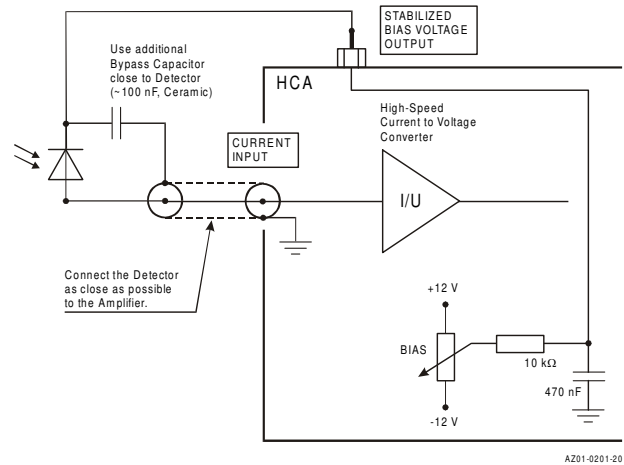 STABILIZED
BIAS VOLTAGE
OUTPUT
Use additional
Bypass Capacitor
close to Detector
(~100 nF, Ceramic)
HCA
High-Speed
Current to Voltage
Converter
CURRENT
INPUT
I/U
Connect the Detector
as close as possible
to the Amplifier.
+12 V
BIAS
10 kΩ
470 nF
-12 V
AZ01-0201-20